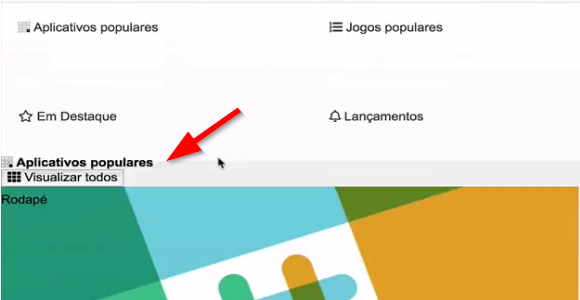 Aplicativos populares
Jogos populares
Em Destaque
Lançamentos
Aplicativos populares
Visualizar todos
Rodapé